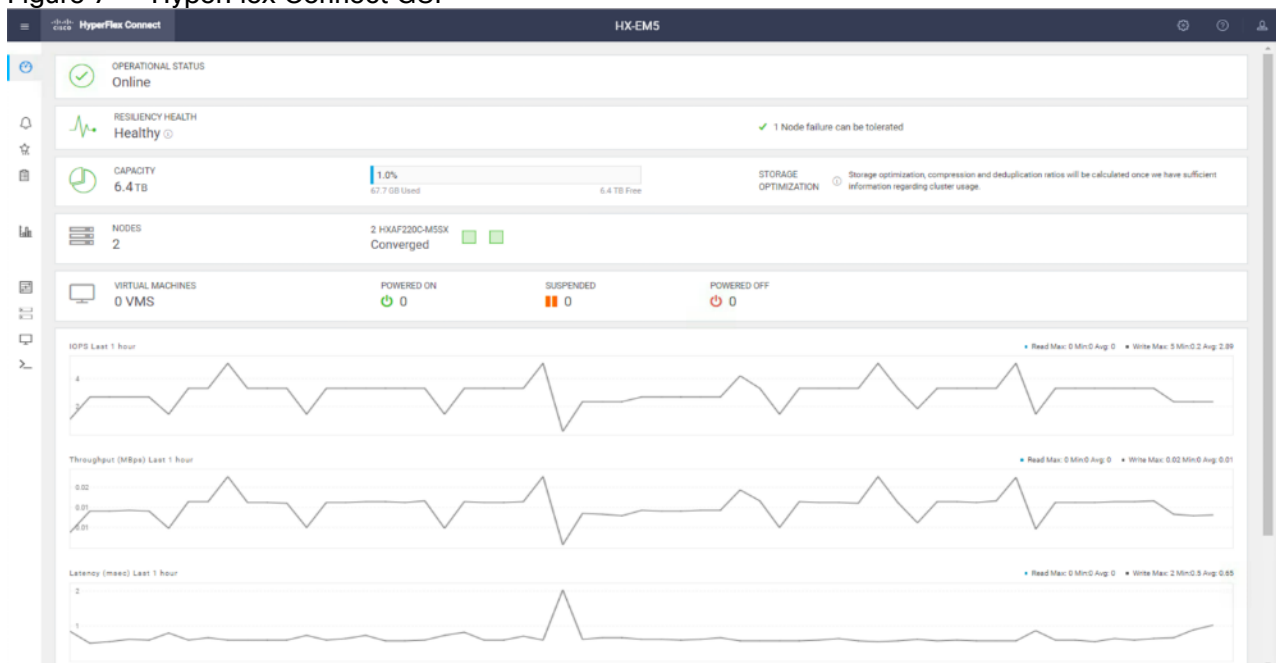 Figure 7 HyperFlex Connect GUI
cisco HyperFlex Connect
HX-EM5
OPERATIONAL STATUS
Online
RESILIENCY HEALTH
Healthy
1 Node failure can be tolerated
CAPACITY
6.4 TB
1.0%
67.7 GB Used
6.4 TB Free
STORAGE
OPTIMIZATION
Storage optimization, compression and deduplication ratios will be calculated once we have sufficient
information regarding cluster usage.
NODES
2
2 HXAF220C-M5SX
Converged
VIRTUAL MACHINES
0 VMS
POWERED ON
0
SUSPENDED
0
POWERED OFF
0
IOPS Last 1 hour
Read Max: 0 Min:0 Avg: 0 Write Max: 5 Min:0.2 Avg: 2.89
4
2
Throughput (MBps) Last 1 hour
Read Max: 0 Min:0 Avg: 0 Write Max: 0.02 Min:0 Avg: 0.01
0.02
0.01
0.01
Latency (msec) Last 1 hour
Read Max: 0 Min:0 Avg: 0 Write Max: 2 Min:0.5 Avg: 0.65
2
1